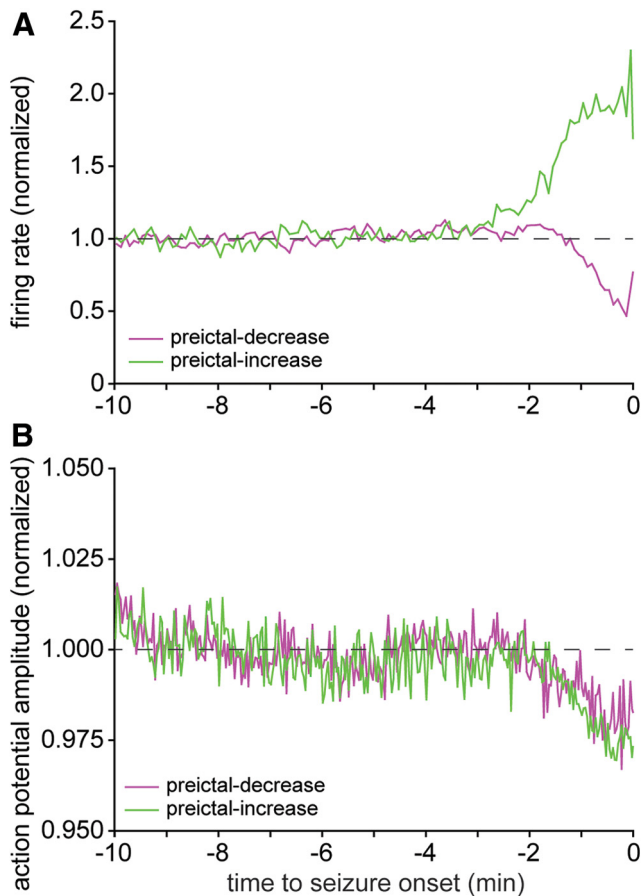 A
firing rate (normalized)
2.5
2.0
1.5
1.0
0.5
0
preictal-decrease
preictal-increase
-10 -8 -6 -4 -2 0
B
action potential amplitude (normalized)
1.050
1.025
1.000
0.975
0.950
preictal-decrease
preictal-increase
-10 -8 -6 -4 -2 0
time to seizure onset (min)